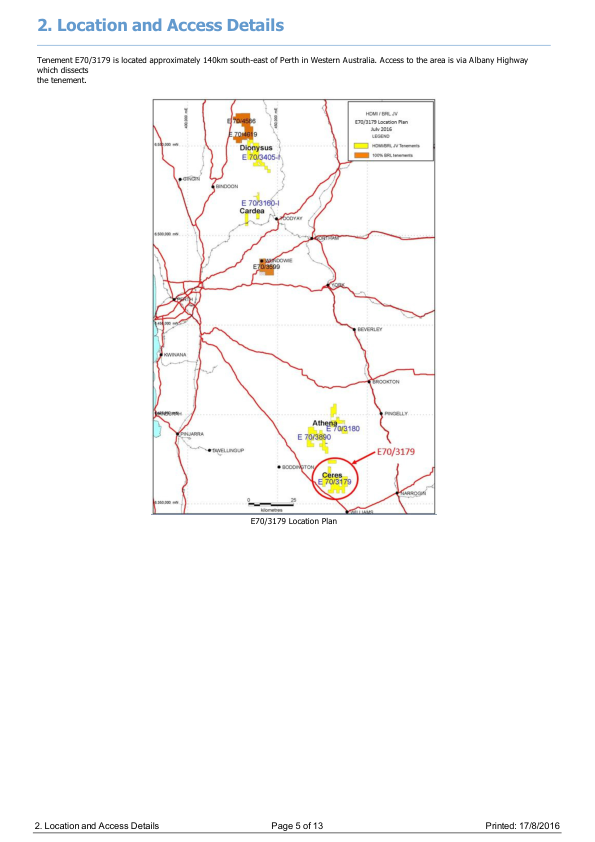 2. Location and Access Details
Tenement E70/3179 is located approximately 140km south-east of Perth in Western Australia. Access to the area is via Albany Highway
which dissects
the tenement.
HOMI / BRL JV
E70/3179 Location Plan
July 2016
LEGEND
HOMI/BRL JV Tenements
100% BRL tenements
E 70/4586
E 70/4619
Dionysus
E 70/3405-I
GINGIN
BINDOON
E 70/3160-I
Cardea
TOODYAY
NORTHAM
WUNDOWIE
E70/3599
YORK
PERTH
BEVERLEY
KWINANA
BROOKTON
PINGELLY
Athena
E 70/3180
E 70/3890
PINJARRA
DWELLINGUP
E70/3179
BODDINGTON
Ceres
E 70/3179
NARROGIN
0 25
kilometres
WILLIAMS
E70/3179 Location Plan
2. Location and Access Details Page 5 of 13 Printed: 17/8/2016